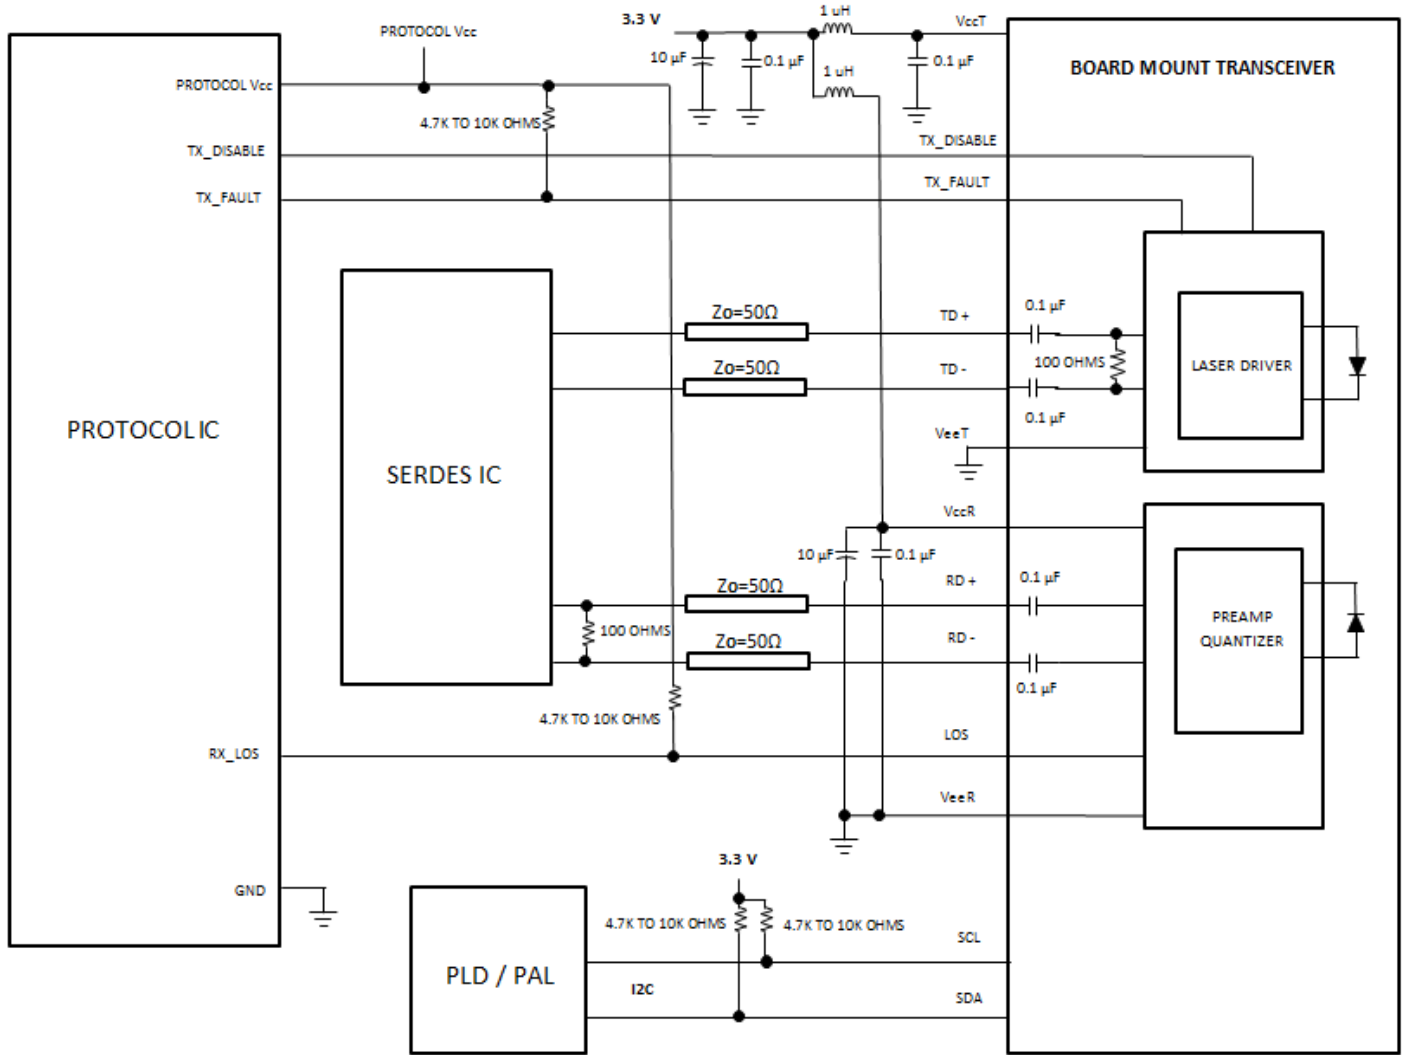 1 uH
3.3 V
VccT
PROTOCOL Vcc
10 µF
0.1 µF
0.1 µF
BOARD MOUNT TRANSCEIVER
1 uH
PROTOCOL Vcc
4.7K TO 10K OHMS
TX_DISABLE
TX_DISABLE
TX_FAULT
TX_FAULT
Zo=50Ω
TD +
0.1 µF
Zo=50Ω
TD -
100 OHMS
LASER DRIVER
0.1 µF
PROTOCOL IC
VeeT
SERDES IC
VccR
10 µF
0.1 µF
Zo=50Ω
RD +
0.1 µF
100 OHMS
Zo=50Ω
RD -
PREAMP
QUANTIZER
0.1 µF
4.7K TO 10K OHMS
RX_LOS
LOS
VeeR
3.3 V
GND
4.7K TO 10K OHMS
4.7K TO 10K OHMS
SCL
PLD / PAL
I2C
SDA